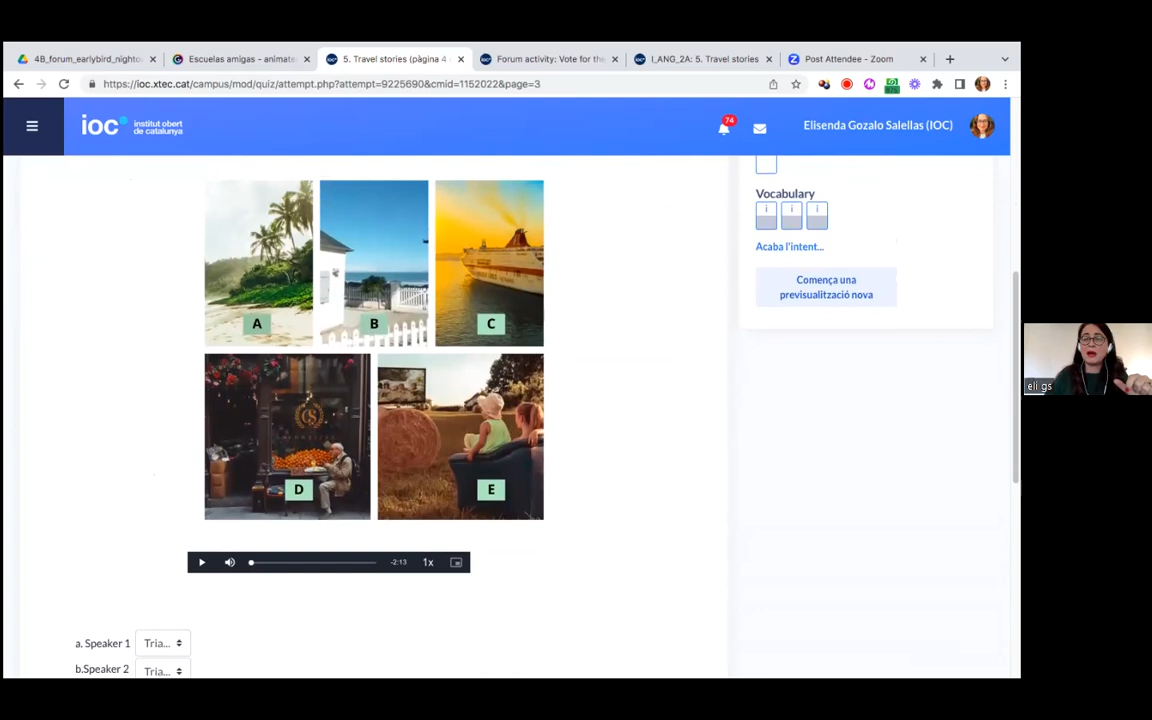 4B_forum_earlybird_nighto
Escuelas amigas - animate
5. Travel stories (pàgina 4
Forum activity: Vote for the
I_ANG_2A: 5. Travel stories
Post Attendee - Zoom
https://ioc.xtec.cat/campus/mod/quiz/attempt.php?attempt=9225690&cmid=1152022&page=3
ioc institut obert
de catalunya
74
Elisenda Gozalo Salellas (IOC)
Vocabulary
i i i
Acaba l'intent...
Comença una
previsualització nova
A
B
C
D
E
-2:13
1x
a. Speaker 1 Tria...
b.Speaker 2 Tria...
eli gs